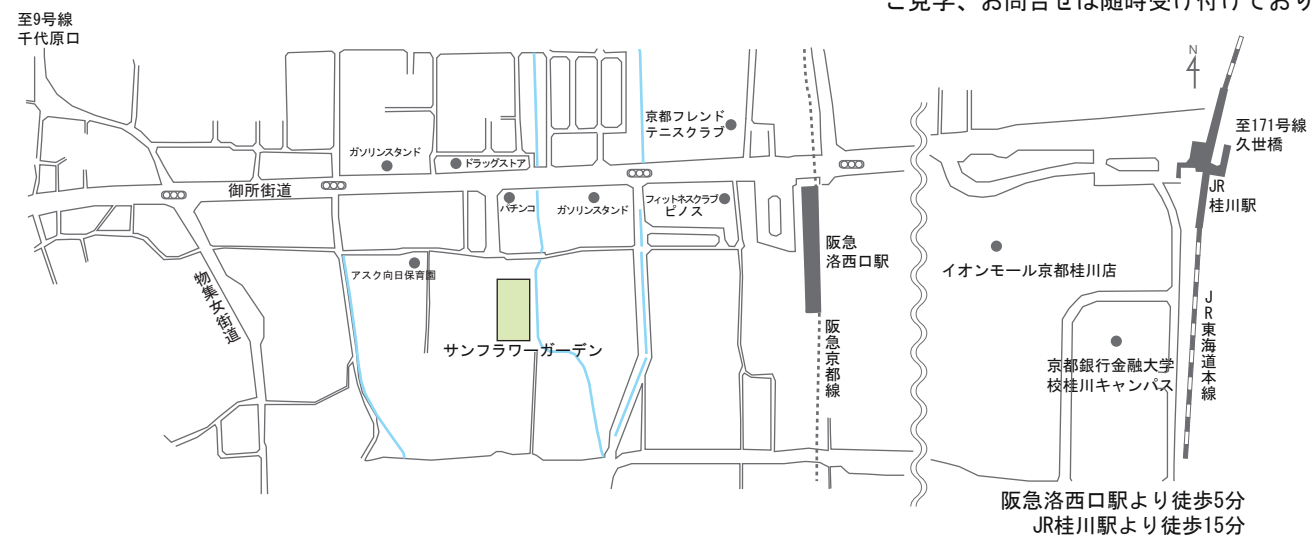 ご見学、お問合せは随時受け付けており
至9号線
千代原口
N
京都フレンド
テニスクラブ
至171号線
久世橋
ガソリンスタンド
ドラッグストア
御所街道
JR
桂川駅
パチンコ
ガソリンスタンド
フィットネスクラブ
ピノス
阪急
洛西口駅
イオンモール京都桂川店
アスク向日保育園
物集女街道
サンフラワーガーデン
阪急京都線
JR東海道本線
京都銀行金融大学
校桂川キャンパス
阪急洛西口駅より徒歩5分
JR桂川駅より徒歩15分